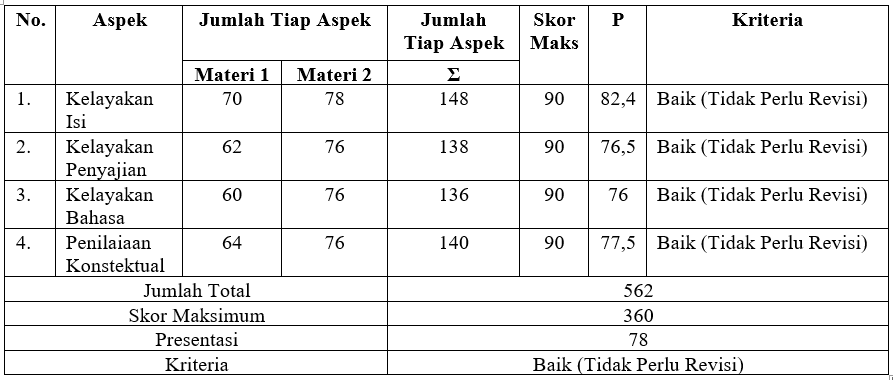 No. Aspek Jumlah Tiap Aspek Jumlah Tiap Aspek Skor Maks P Kriteria
Materi 1 Materi 2 Σ
1. Kelayakan Isi 70 78 148 90 82,4 Baik (Tidak Perlu Revisi)
2. Kelayakan Penyajian 62 76 138 90 76,5 Baik (Tidak Perlu Revisi)
3. Kelayakan Bahasa 60 76 136 90 76 Baik (Tidak Perlu Revisi)
4. Penilaiaan Konstektual 64 76 140 90 77,5 Baik (Tidak Perlu Revisi)
Jumlah Total 562
Skor Maksimum 360
Presentasi 78
Kriteria Baik (Tidak Perlu Revisi)